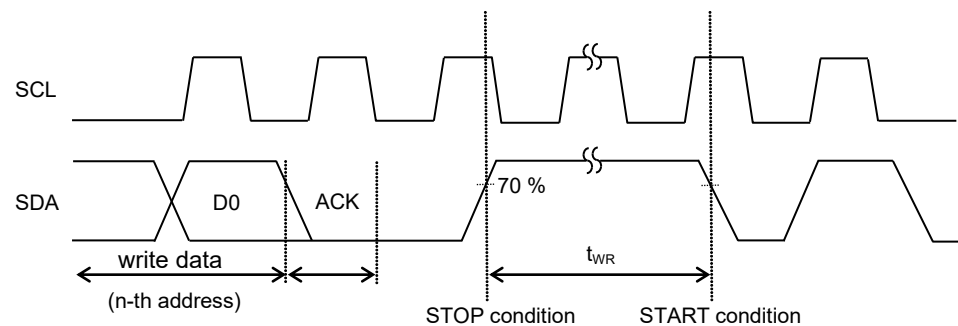 SCL
SDA
D0
ACK
70 %
write data
(n-th address)
tWR
STOP condition
START condition